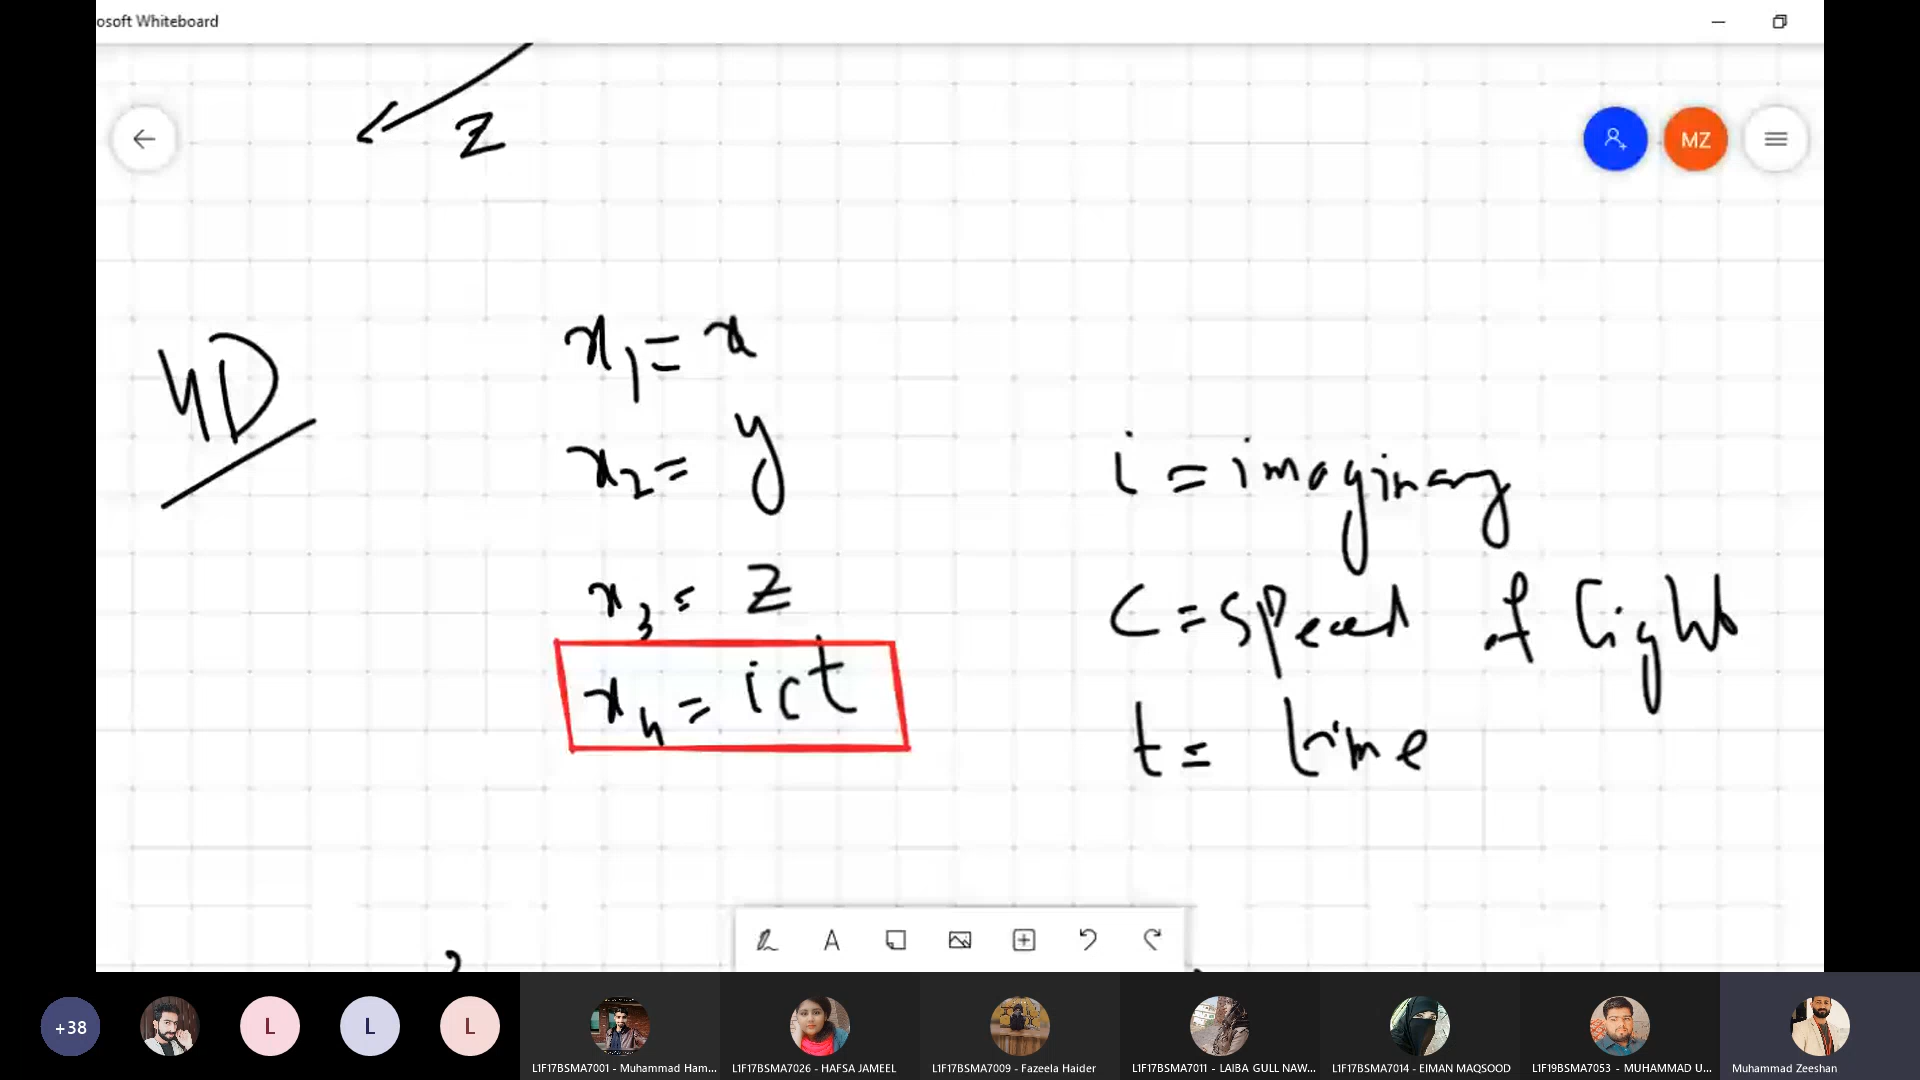 osoft Whiteboard
z
MZ
4D
x₁ = x
x₂ = y
x₃ = z
x₄ = ict
i = imaginary
c = speed of light
t = time
A
+38
L
L
L
L1F17BSMA7001 - Muhammad Ham...
L1F17BSMA7026 - HAFSA JAMEEL
L1F17BSMA7009 - Fazeela Haider
L1F17BSMA7011 - LAIBA GULL NAW...
L1F17BSMA7014 - EIMAN MAQSOOD
L1F19BSMA7053 - MUHAMMAD U...
Muhammad Zeeshan